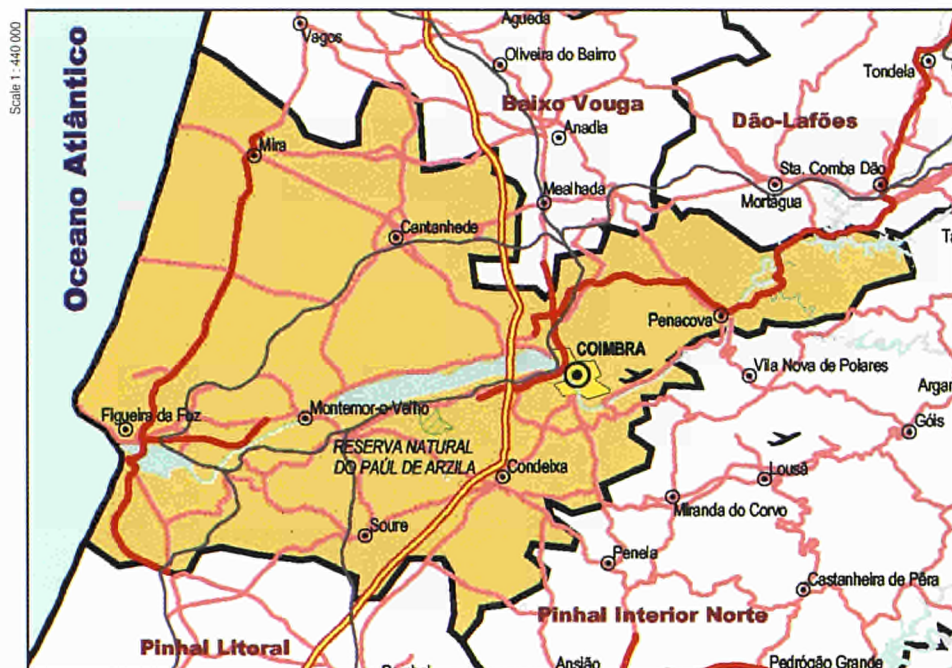 Scale 1 : 440 000
Oceano Atlântico
Vagos
Agueda
Oliveira do Bairro
Tondela
Baixo Vouga
Anadia
Dão-Lafões
Mira
Sta. Comba Dão
Mealhada
Mortágua
Cantanhede
Penacova
COIMBRA
Vila Nova de Poiares
Figueira da Foz
Montemor-o-Velho
Góis
RESERVA NATURAL
DO PAÚL DE ARZILA
Condeixa
Lousã
Miranda do Corvo
Soure
Penela
Castanheira de Pêra
Pinhal Interior Norte
Pinhal Litoral
Ansião
Pedrógão Grande